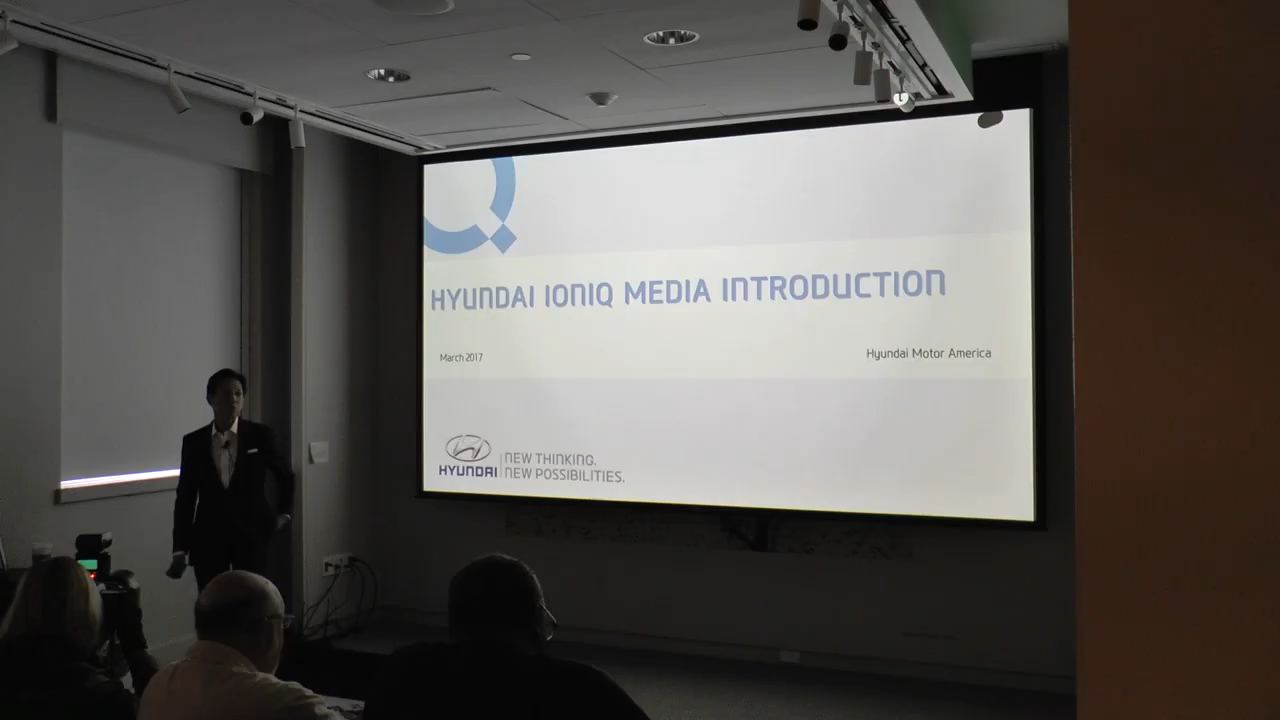 HYUNDAI IONIQ MEDIA INTRODUCTION
March 2017
Hyundai Motor America
HYUNDAI
NEW THINKING.
NEW POSSIBILITIES.